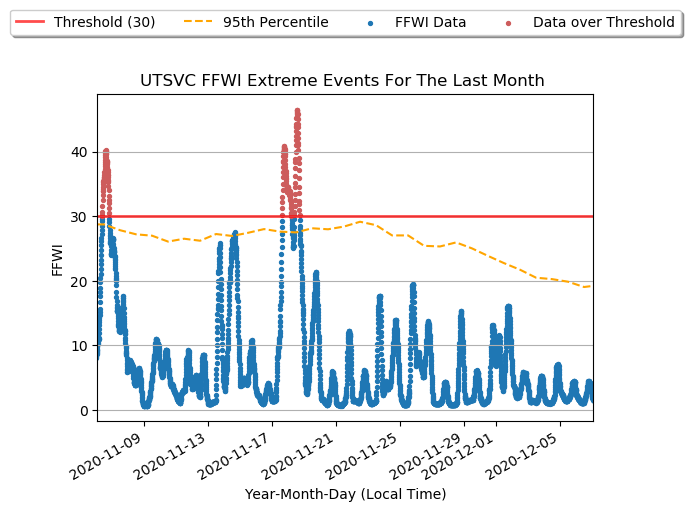 Threshold (30) 95th Percentile FFWI Data Data over Threshold
UTSVC FFWI Extreme Events For The Last Month
40
30
20
10
0
FFWI
2020-11-09 2020-11-13 2020-11-17 2020-11-21 2020-11-25 2020-11-29 2020-12-01 2020-12-05
Year-Month-Day (Local Time)